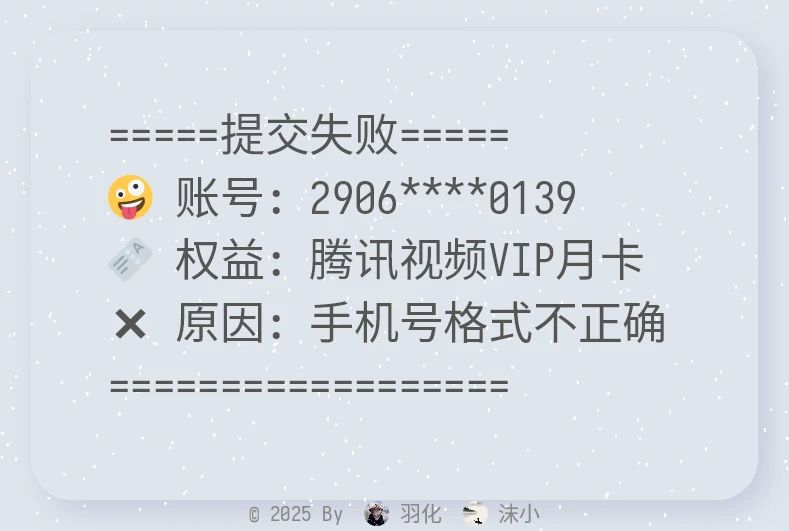 =====提交失败=====
🤪 账号：2906****0139
🎫 权益：腾讯视频VIP月卡
❌ 原因：手机号格式不正确
==================
© 2025 By 羽化 沫小